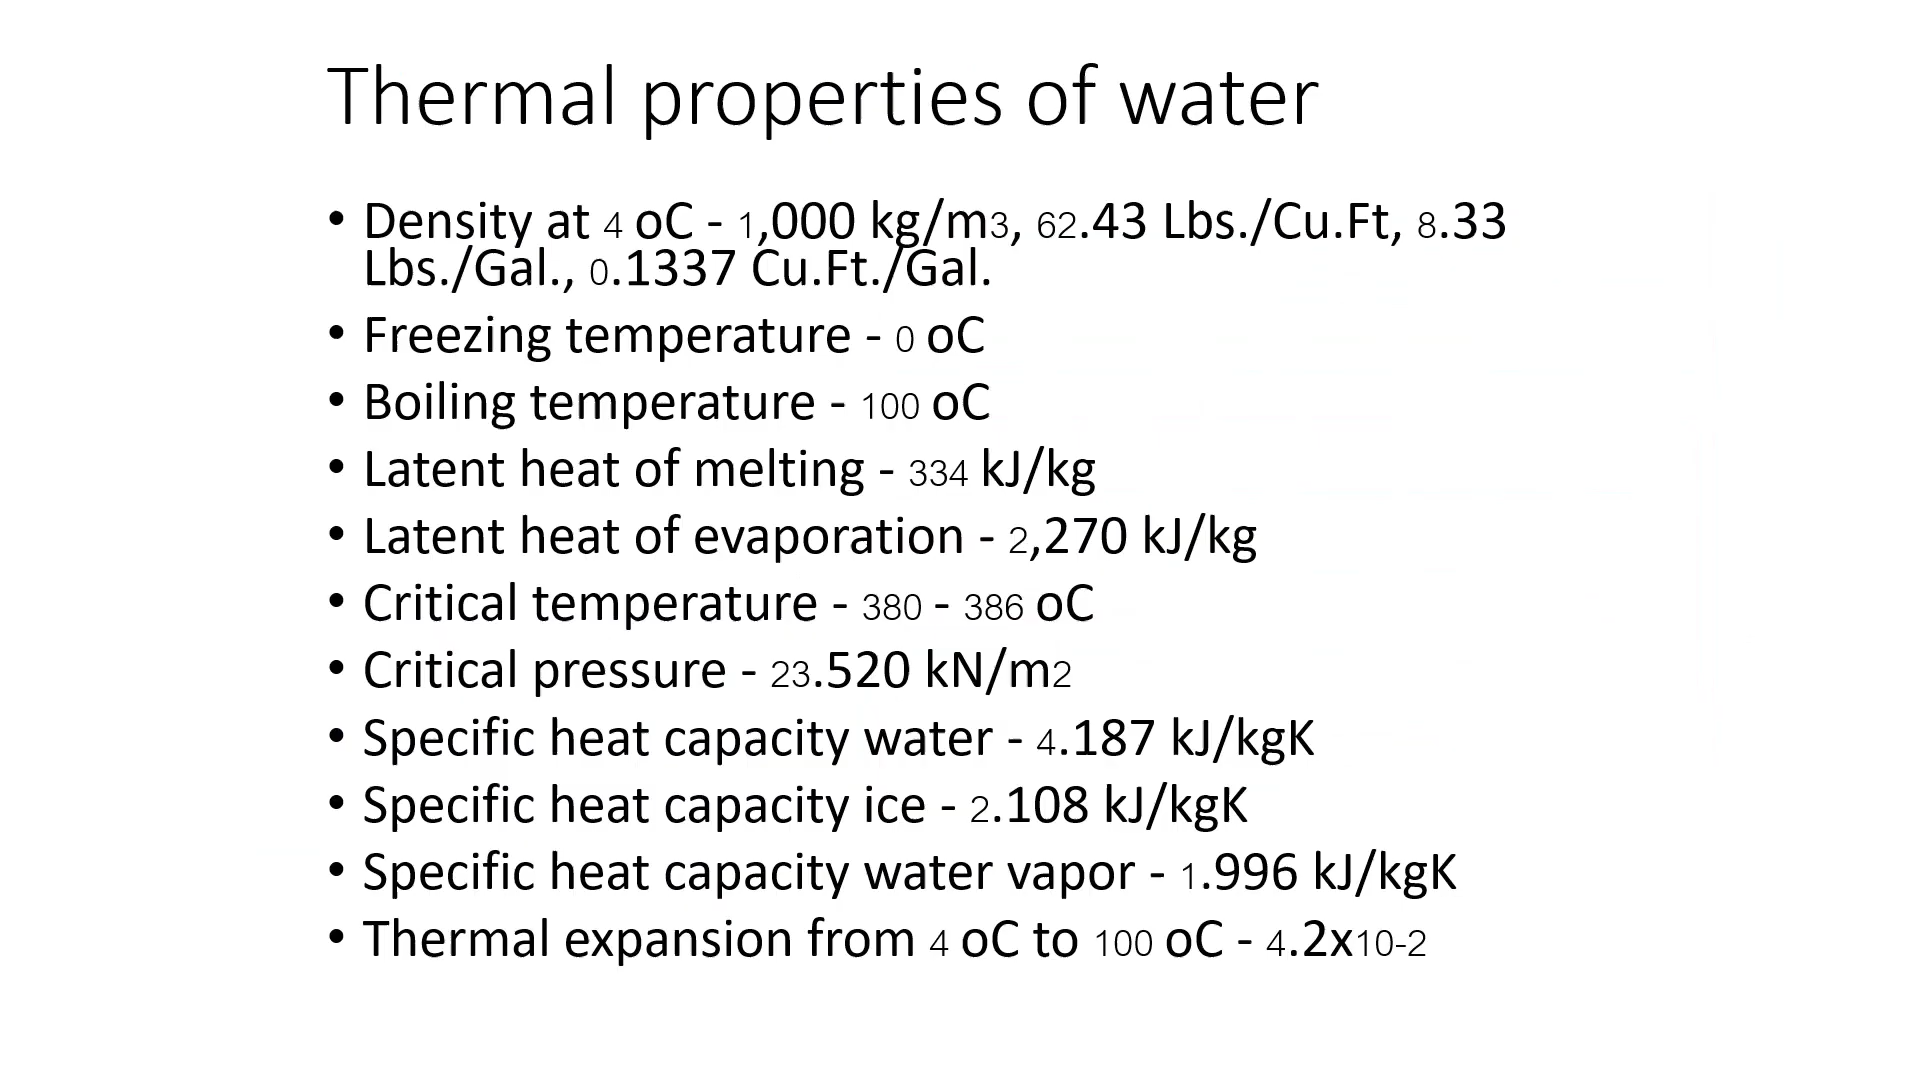 Thermal properties of water
• Density at 4 oC - 1,000 kg/m3, 62.43 Lbs./Cu.Ft, 8.33
Lbs./Gal., 0.1337 Cu.Ft./Gal.
• Freezing temperature - 0 oC
• Boiling temperature - 100 oC
• Latent heat of melting - 334 kJ/kg
• Latent heat of evaporation - 2,270 kJ/kg
• Critical temperature - 380 - 386 oC
• Critical pressure - 23.520 kN/m2
• Specific heat capacity water - 4.187 kJ/kgK
• Specific heat capacity ice - 2.108 kJ/kgK
• Specific heat capacity water vapor - 1.996 kJ/kgK
• Thermal expansion from 4 oC to 100 oC - 4.2x10-2